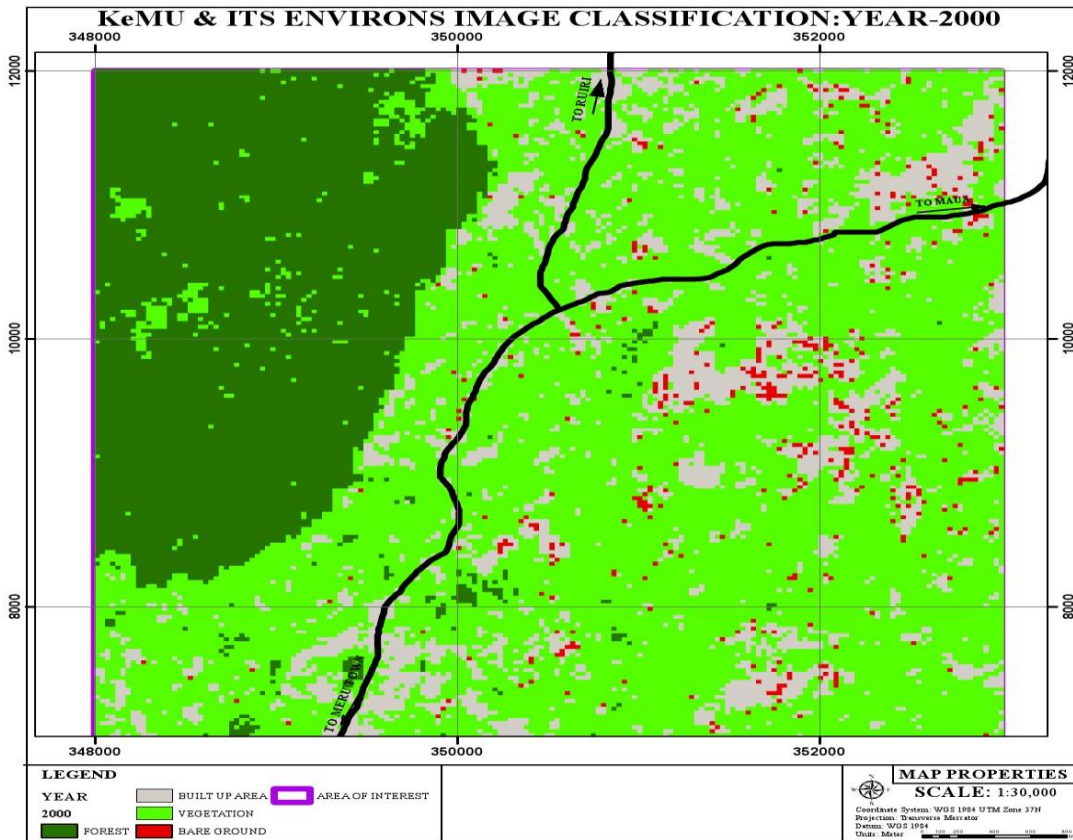 KeMU & ITS ENVIRONS IMAGE CLASSIFICATION:YEAR-2000
348000 350000 352000
12000 12000
TO RUIRI
TO MAUA
10000 10000
8000 8000
TO MERU TOWN
348000 350000 352000
LEGEND
YEAR
2000
FOREST
BUILT UP AREA
VEGETATION
BARE GROUND
AREA OF INTEREST
MAP PROPERTIES
SCALE: 1:30,000
Coordinate System: WGS 1984 UTM Zone 37N
Projection: Transverse Mercator
Datum: WGS 1984
Units: Meter